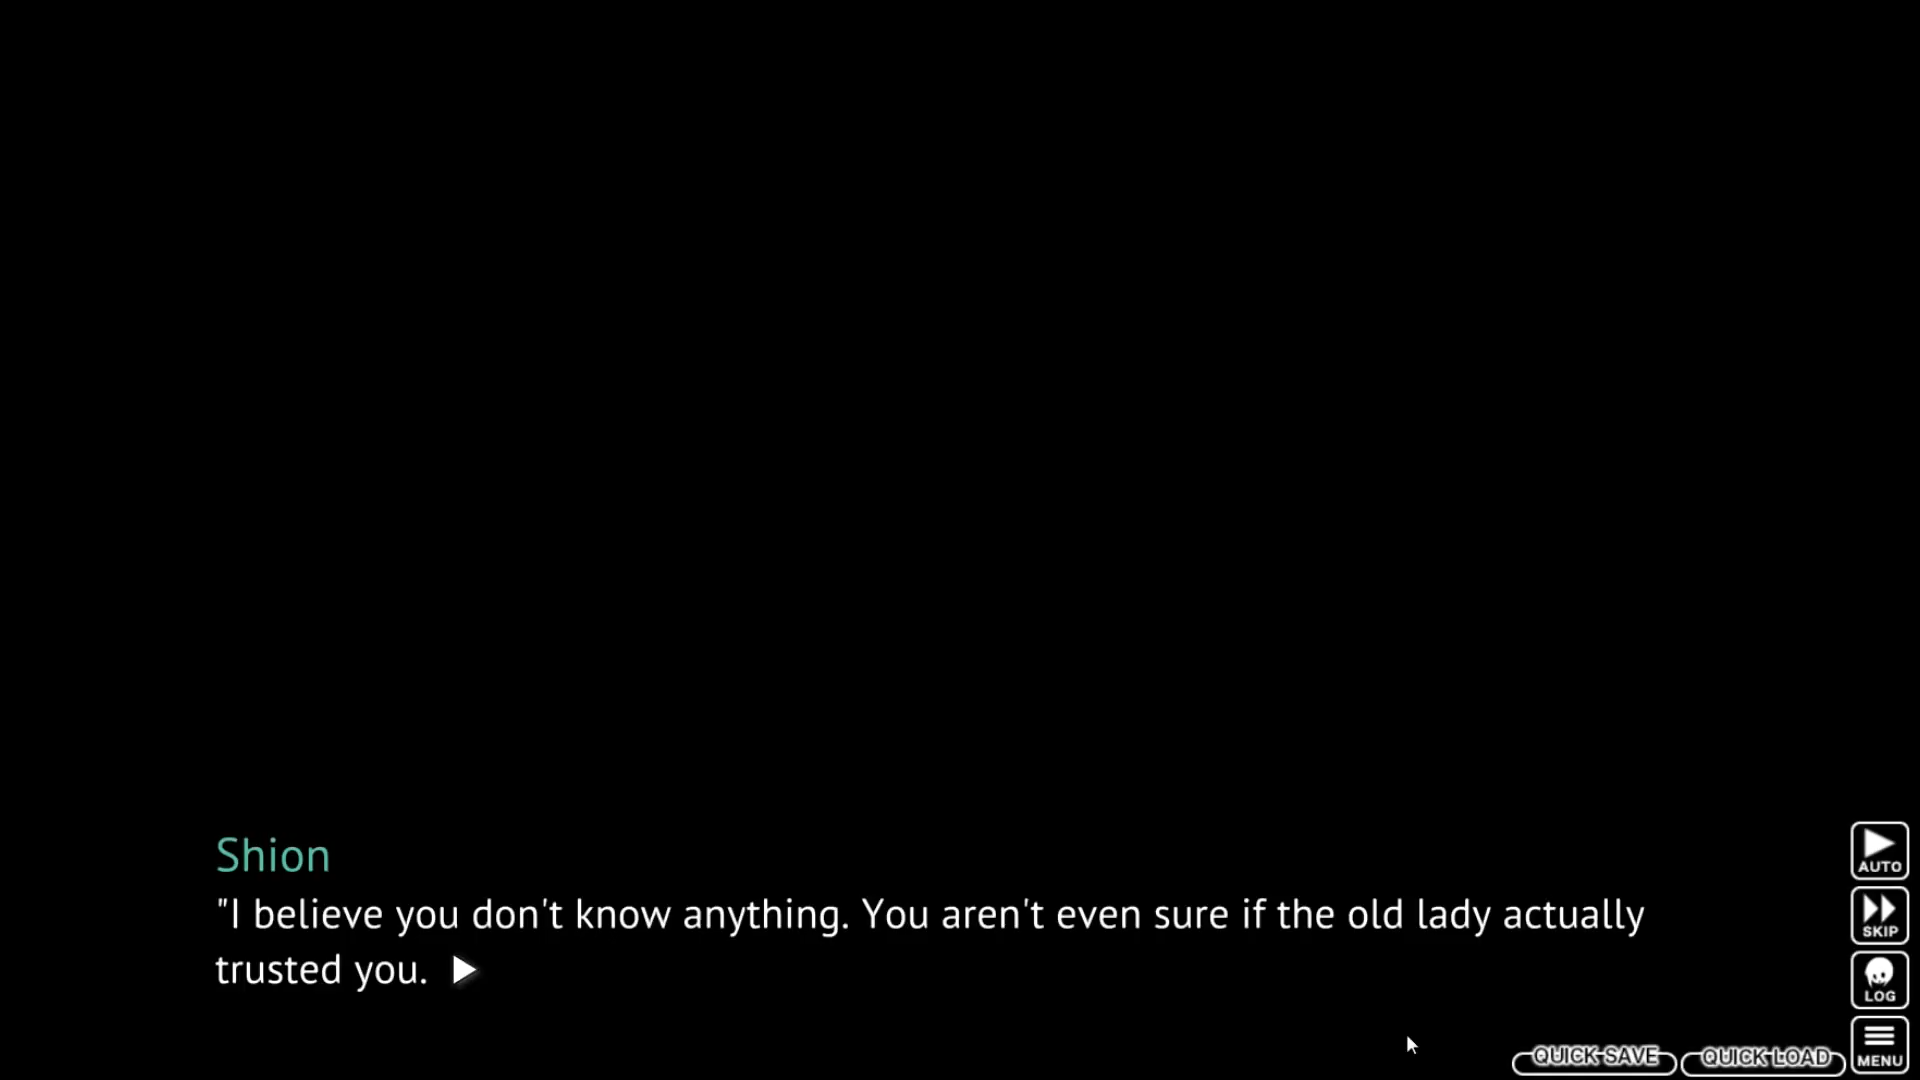 Shion
"I believe you don't know anything. You aren't even sure if the old lady actually
trusted you.
AUTO
SKIP
LOG
MENU
QUICK SAVE
QUICK LOAD